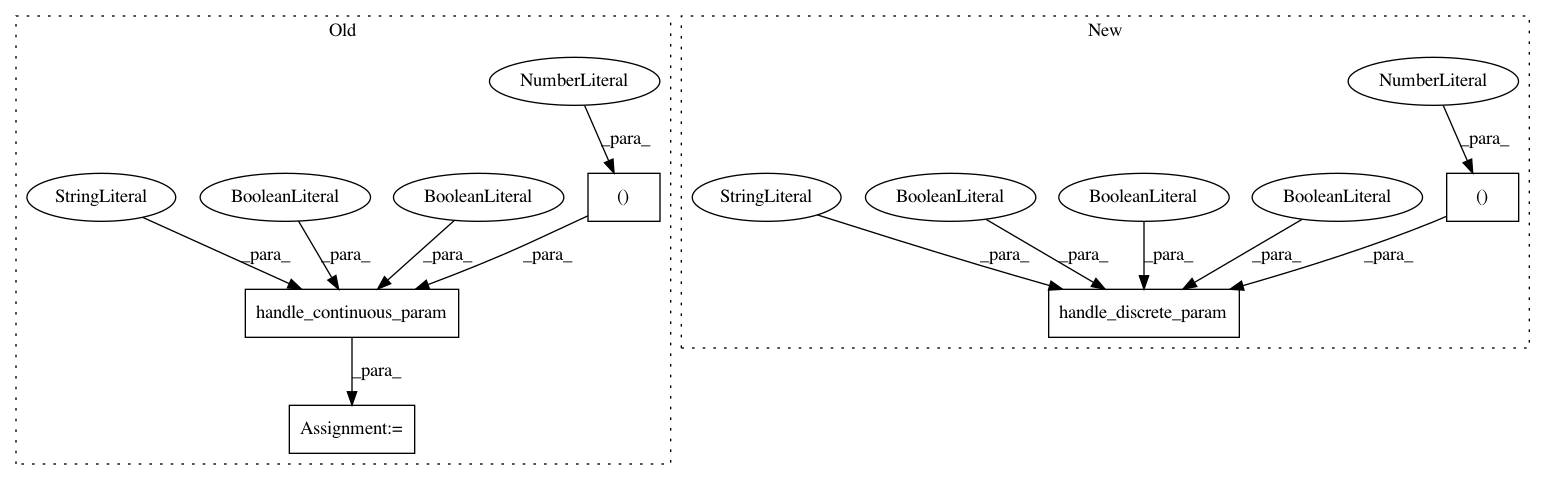 Old
NumberLiteral
_para_
StringLiteral
BooleanLiteral
BooleanLiteral
()
_para_
_para_
_para_
_para_
handle_continuous_param
_para_
Assignment:=
New
NumberLiteral
_para_
StringLiteral
BooleanLiteral
BooleanLiteral
BooleanLiteral
()
_para_
_para_
_para_
_para_
_para_
handle_discrete_param